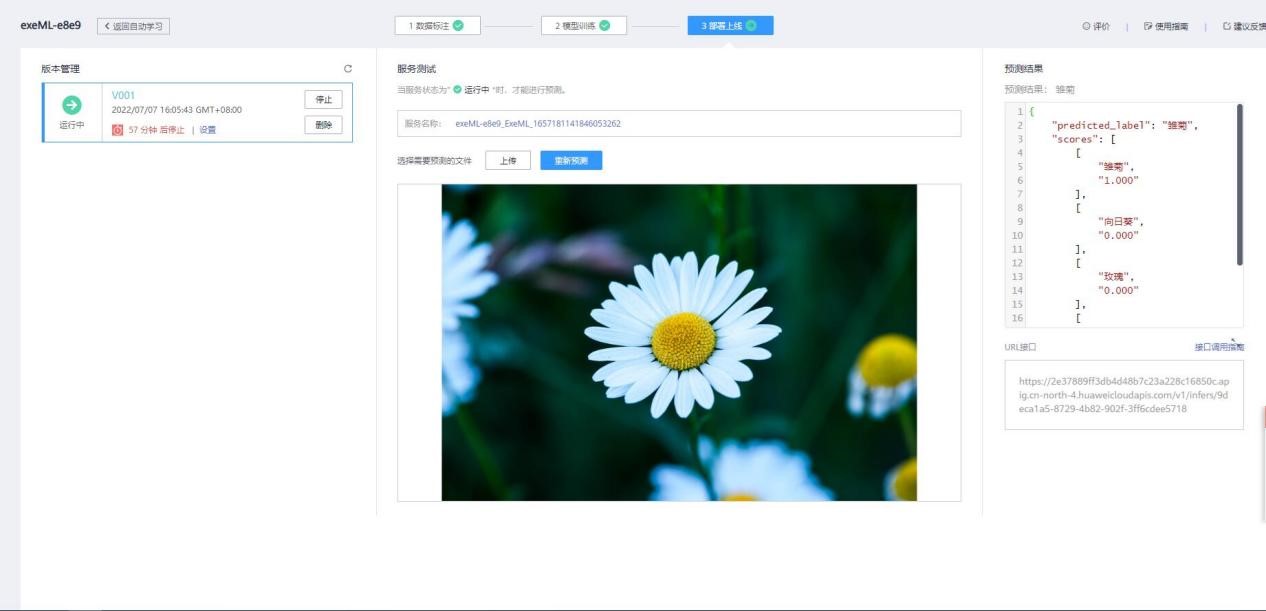 exeML-e8e9
返回自动学习
1 数据标注
2 模型训练
3 部署上线
评价
使用指南
建议反馈
版本管理
V001
2022/07/07 16:05:43 GMT+08:00
57 分钟 后停止 | 设置
运行中
停止
删除
服务测试
当服务状态为“ 运行中 ”时,才能进行预测。
服务名称: exeML-e8e9_ExeML_1657181141846053262
选择需要预测的文件
上传
重新预测
预测结果
预测结果: 雏菊
1 {
2 "predicted_label": "雏菊",
3 "scores": [
4 [
5 "雏菊",
6 "1.000"
7 ],
8 [
9 "向日葵",
10 "0.000"
11 ],
12 [
13 "玫瑰",
14 "0.000"
15 ],
16 [
URL接口
接口调用指南
https://2e37889ff3db4d48b7c23a228c16850c.ap
ig.cn-north-4.huaweicloudapis.com/v1/infers/9d
eca1a5-8729-4b82-902f-3ff6cdee5718